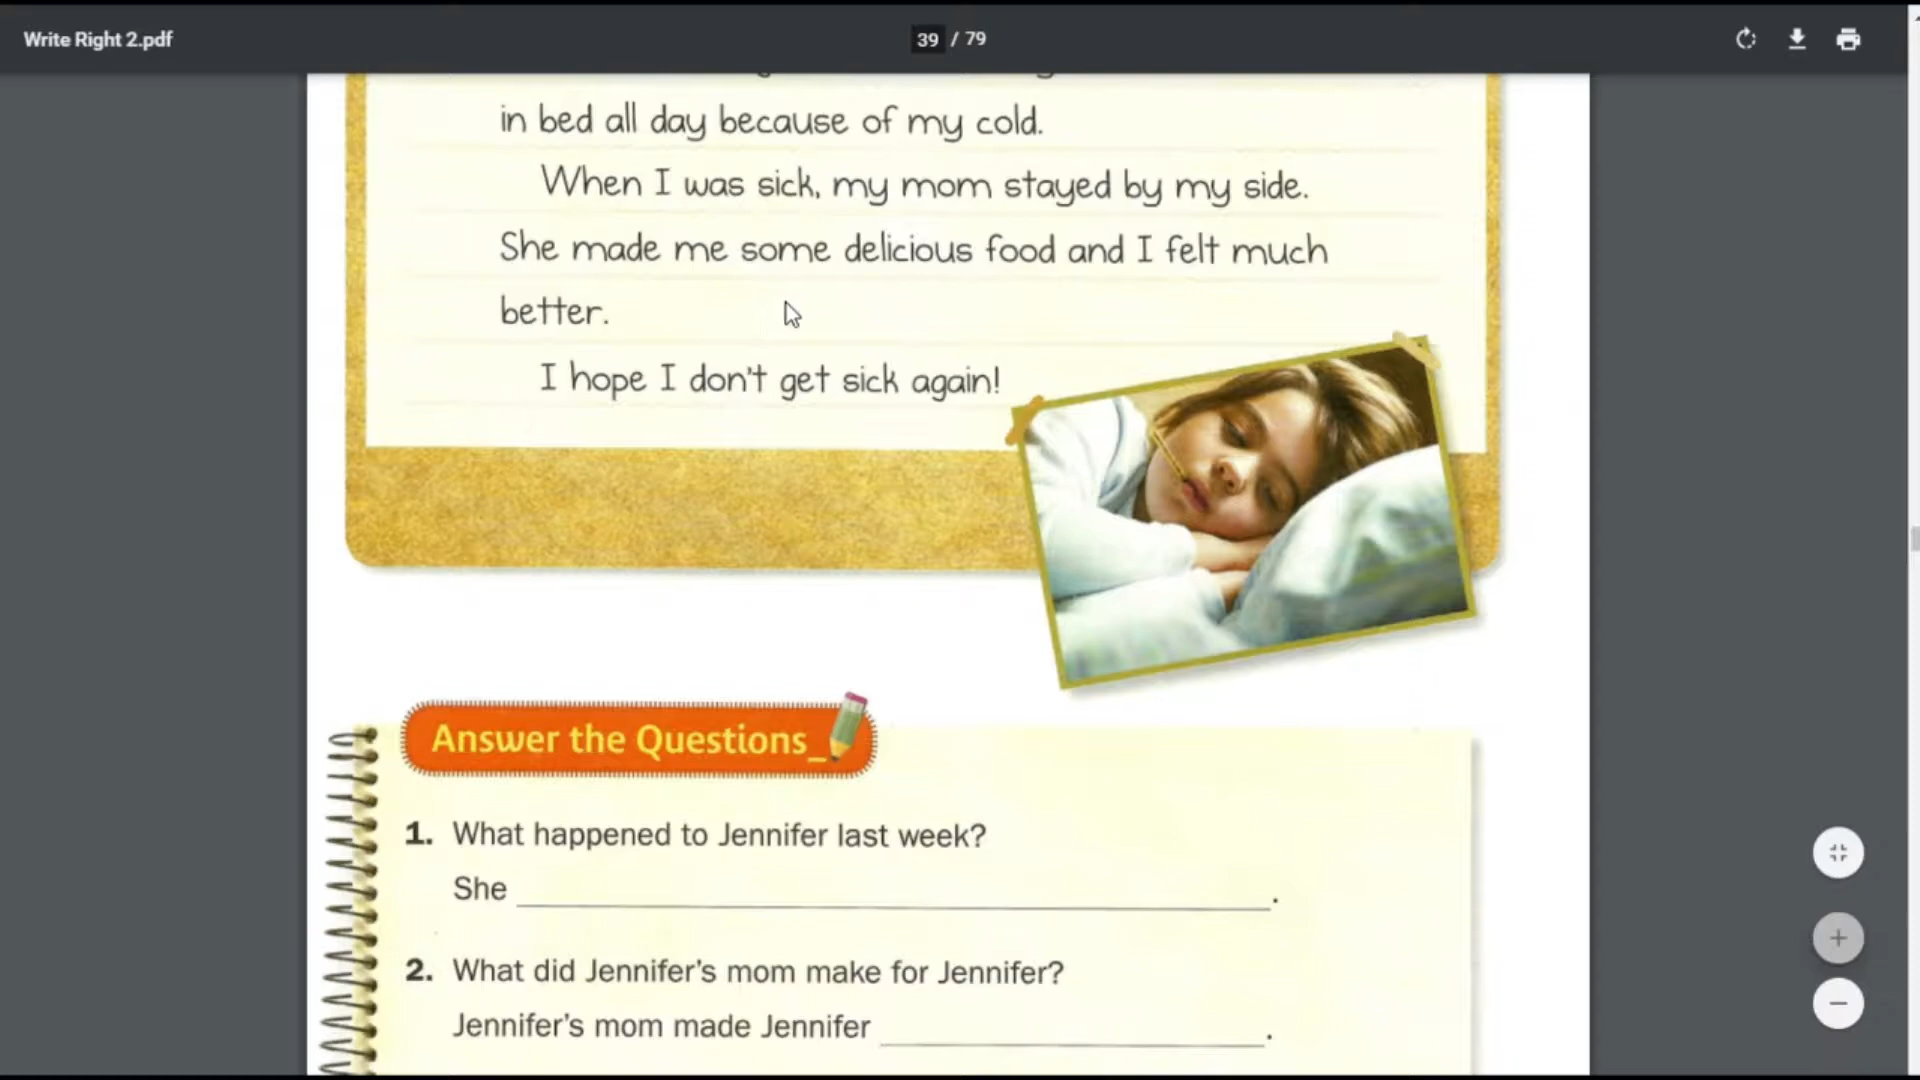 Write Right 2.pdf
39 / 79
in bed all day because of my cold.
When I was sick, my mom stayed by my side.
She made me some delicious food and I felt much
better.
I hope I don't get sick again!
Answer the Questions_
1. What happened to Jennifer last week?
She ______.
2. What did Jennifer's mom make for Jennifer?
Jennifer's mom made Jennifer ______.